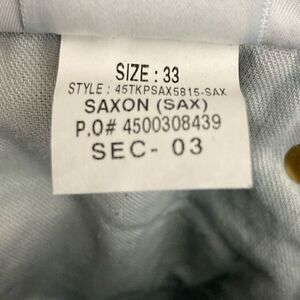 SIZE : 33
STYLE : 45TKPSAX5815-SAX
SAXON (SAX)
P.O# 4500308439
SEC- 03